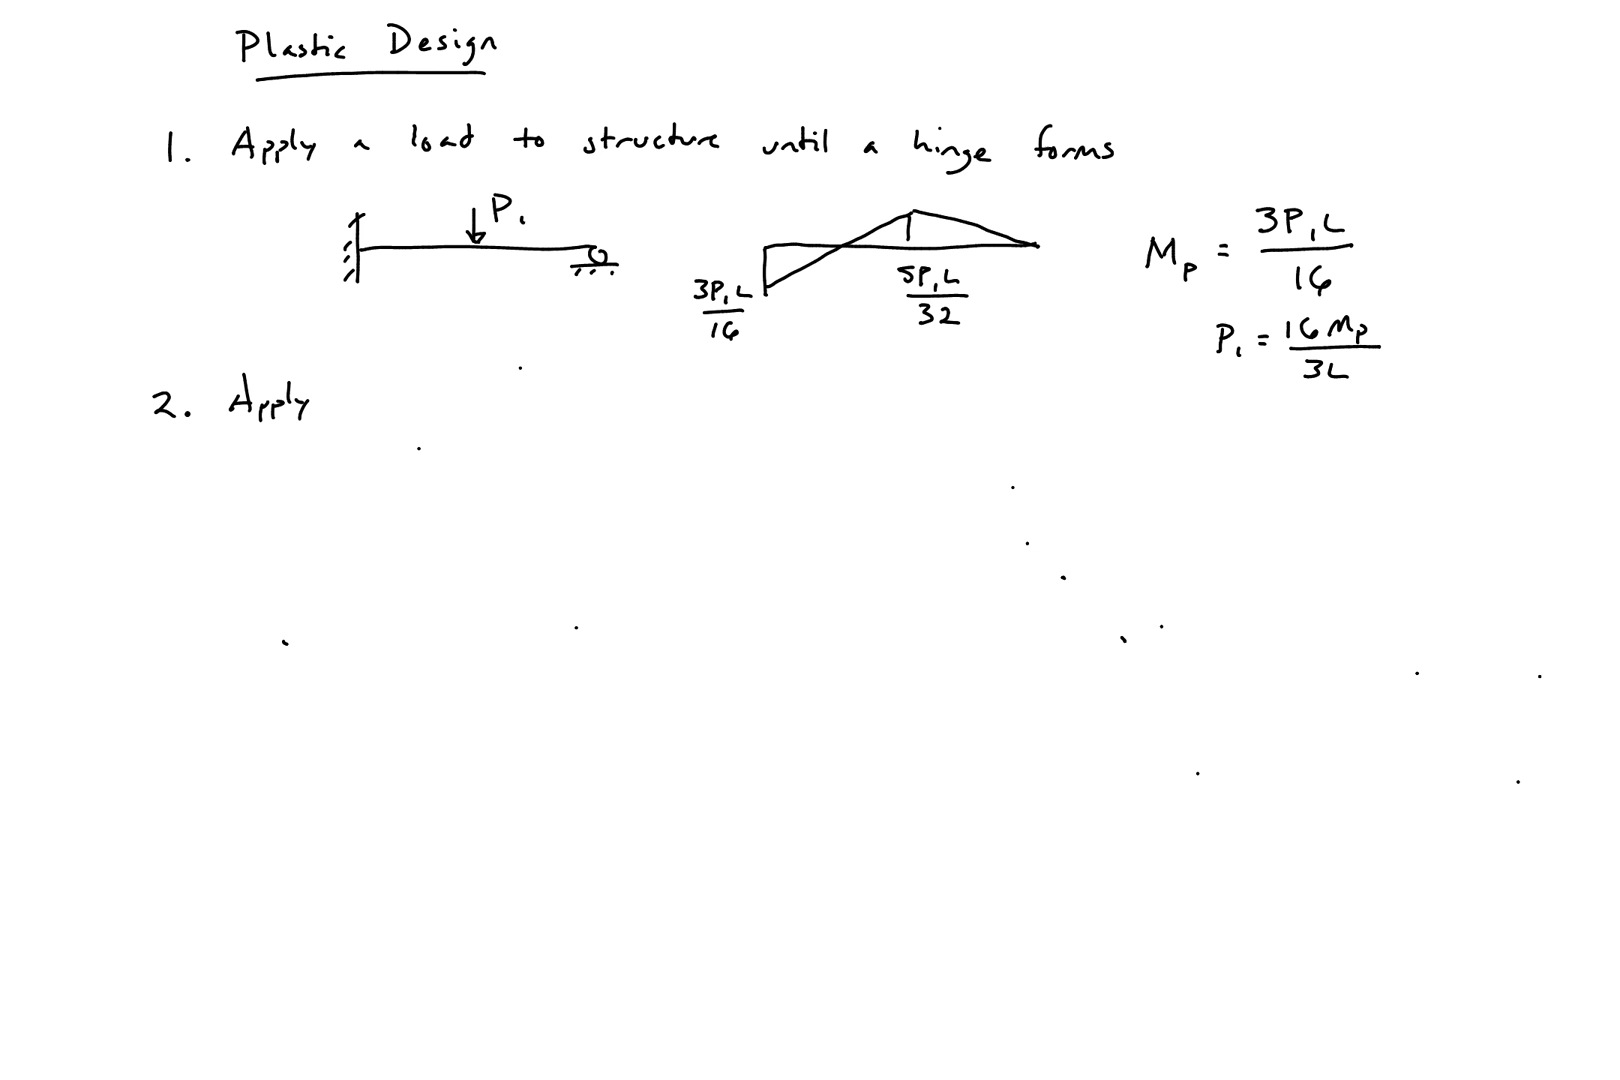 Plastic Design
1. Apply a load to structure until a hinge forms
P₁
3P₁L/16
5P₁L/32
Mp = 3P₁L/16
P₁ = 16Mp/3L
2. Apply